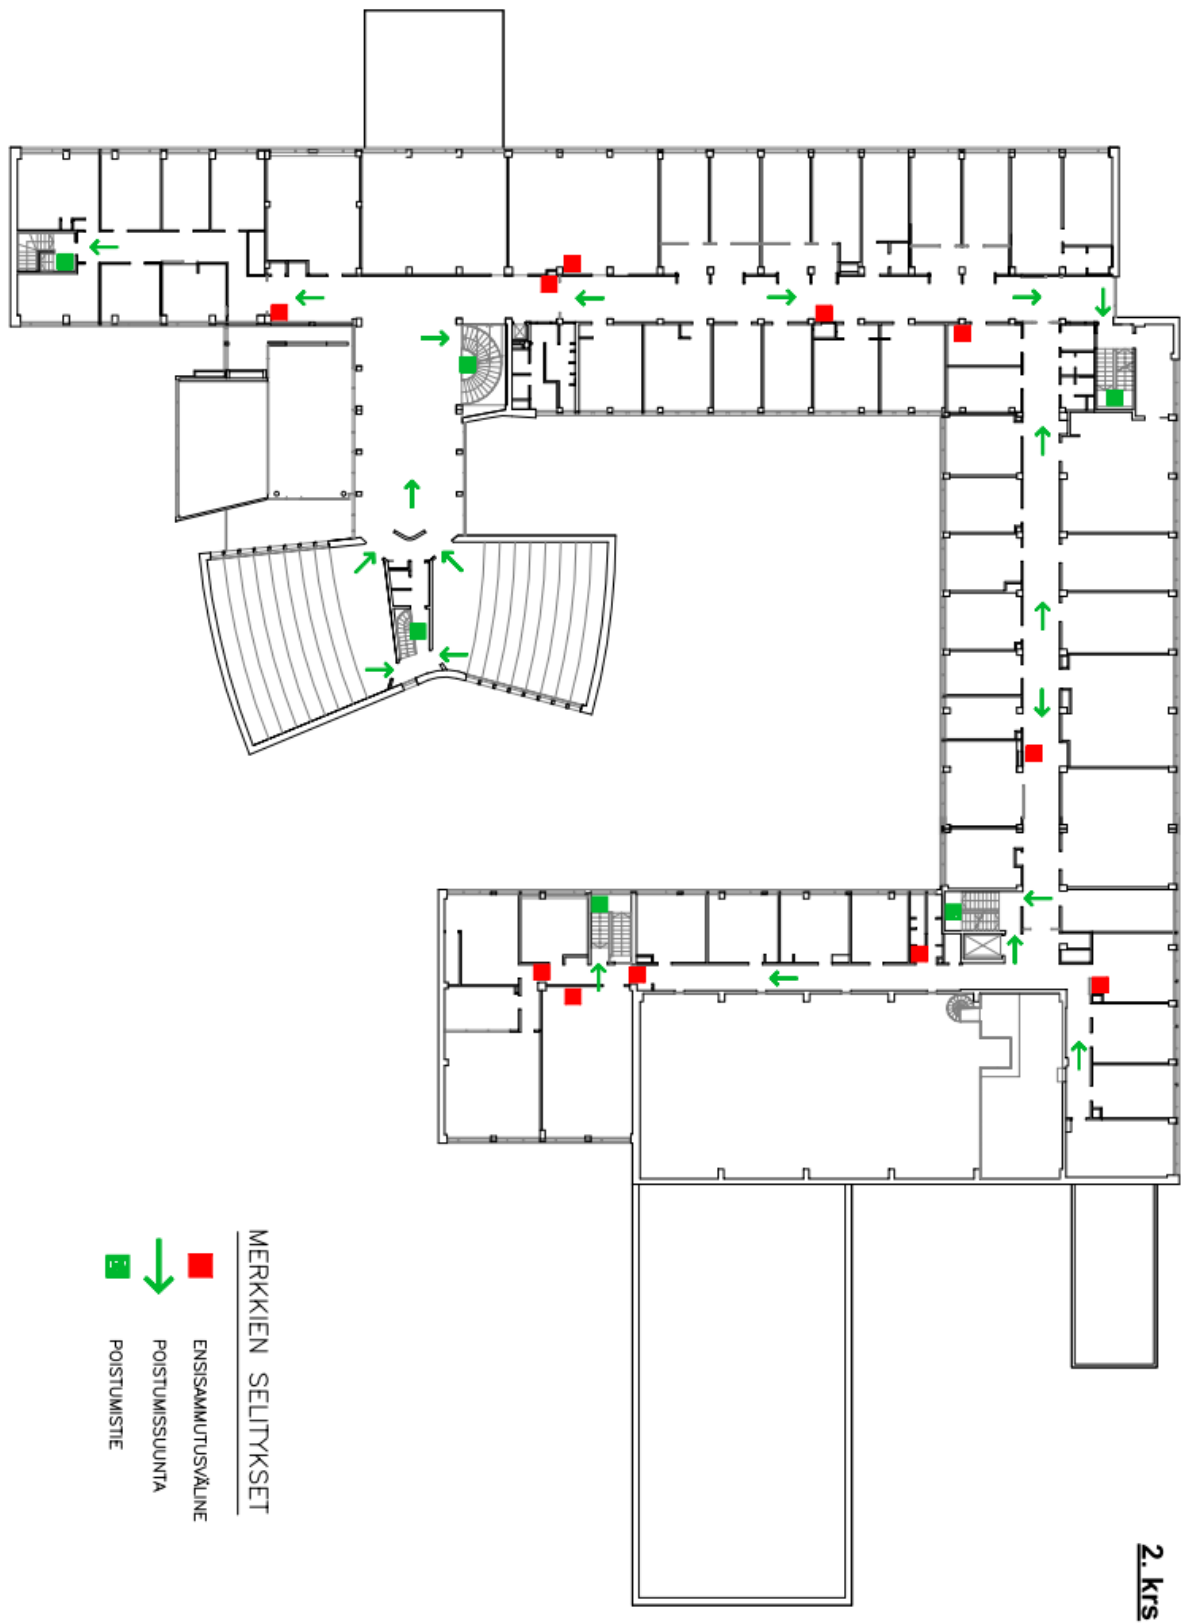 2. krs
MERKKIEN SELITYKSET
ENSISAMMUTUSVÄLINE
POISTUMISSUUNTA
POISTUMISTIE